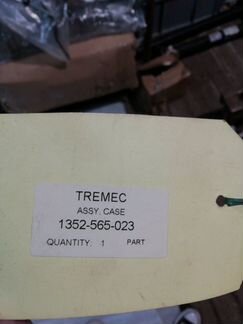 TREMEC
ASSY. CASE
1352-565-023
QUANTITY: 1 PART